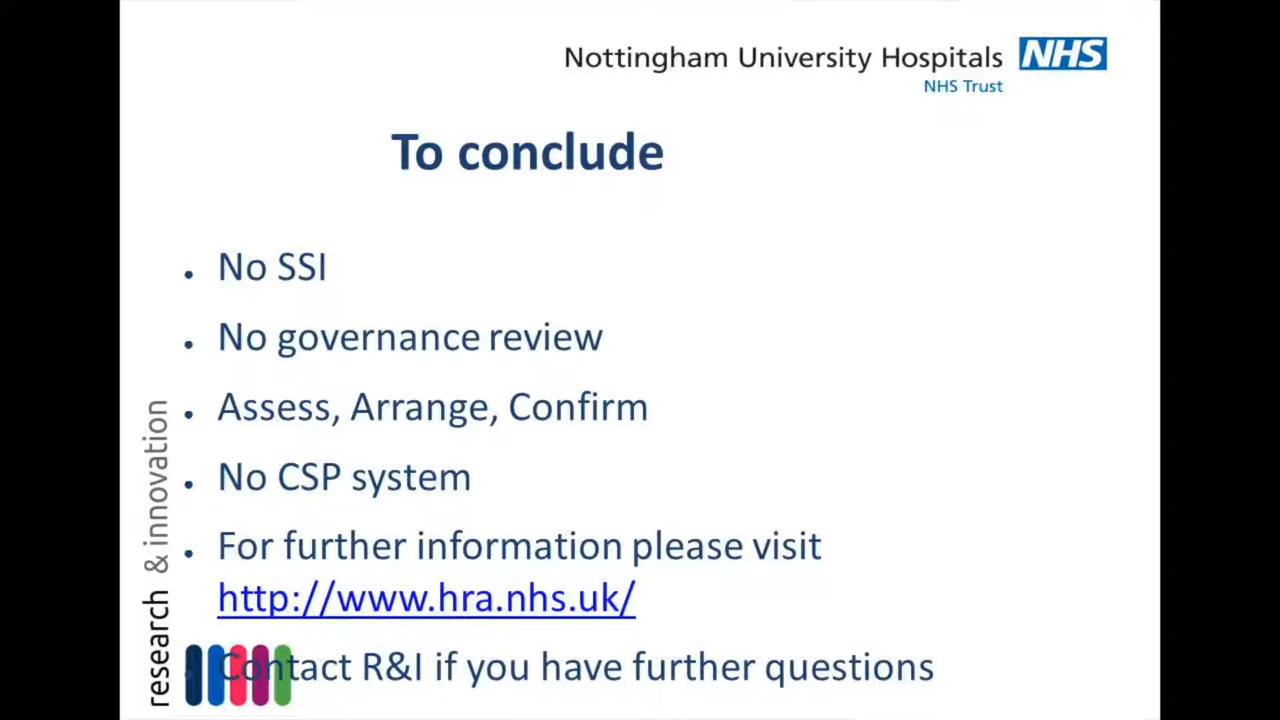 Nottingham University Hospitals NHS
NHS Trust
To conclude
No SSI
No governance review
Assess, Arrange, Confirm
No CSP system
For further information please visit
http://www.hra.nhs.uk/
Contact R&I if you have further questions
research & innovation